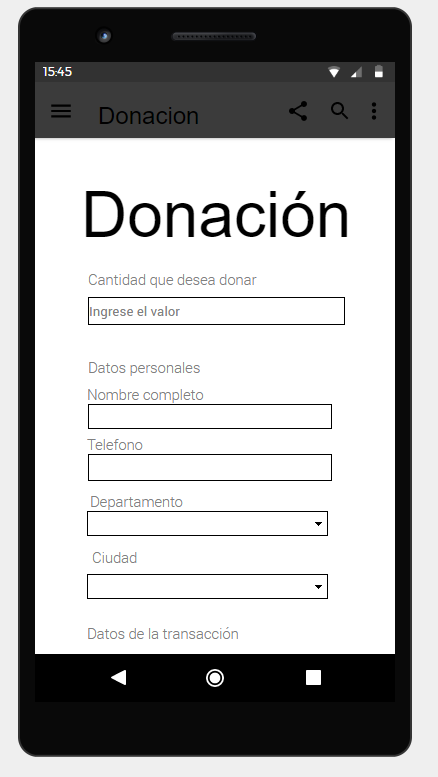 15:45
Donacion
Donación
Cantidad que desea donar
Ingrese el valor
Datos personales
Nombre completo
Telefono
Departamento
Ciudad
Datos de la transacción